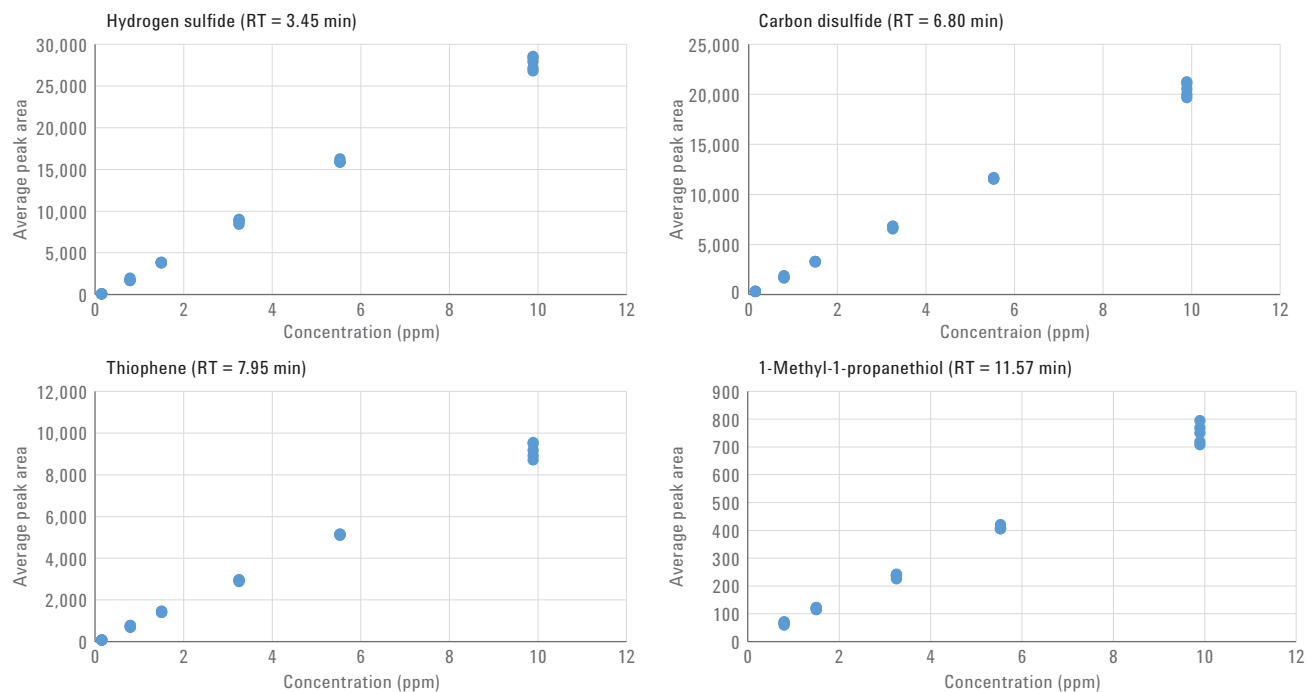 Hydrogen sulfide (RT = 3.45 min)
30,000
25,000
20,000
15,000
10,000
5,000
0
Average peak area
0 2 4 6 8 10 12
Concentration (ppm)
Carbon disulfide (RT = 6.80 min)
25,000
20,000
15,000
10,000
5,000
0
Average peak area
0 2 4 6 8 10 12
Concentraion (ppm)
Thiophene (RT = 7.95 min)
12,000
10,000
8,000
6,000
4,000
2,000
0
Average peak area
0 2 4 6 8 10 12
Concentration (ppm)
1-Methyl-1-propanethiol (RT = 11.57 min)
900
800
700
600
500
400
300
200
100
0
Average peak area
0 2 4 6 8 10 12
Concentration (ppm)